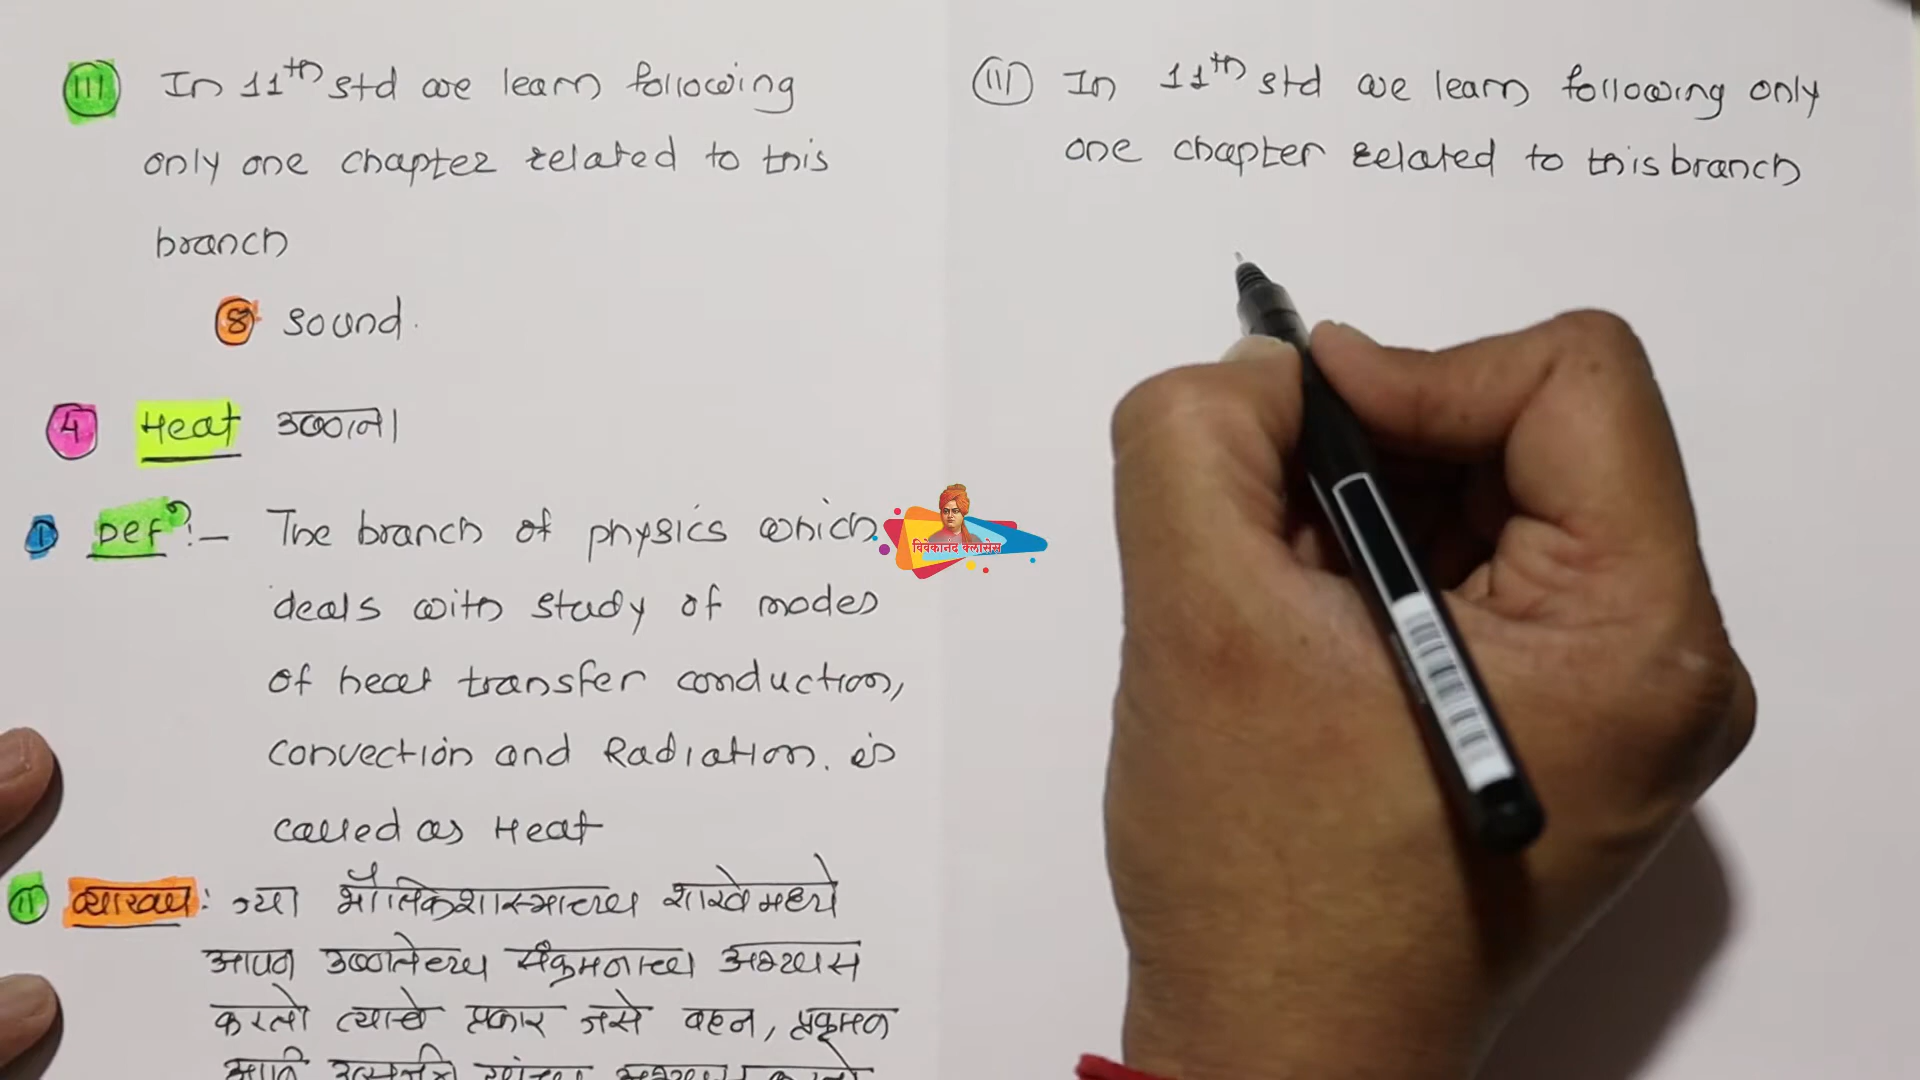 III In 11th std we learn following
only one chapter related to this
branch
8 sound.
4 Heat उष्णता
I Defn:- The branch of physics which
deals with study of modes
of heat transfer conduction,
convection and Radiation. is
called as Heat
II व्याख्या: ज्या भौतिकशास्त्राच्या शाखेमध्ये
आपण उष्णतेच्या संक्रमणाचा अभ्यास
करतो त्याचे प्रकार जसे वहन, प्रक्रमण
आणि
III In 11th std we learn following only
one chapter related to this branch
विवेकानंद क्लासेस